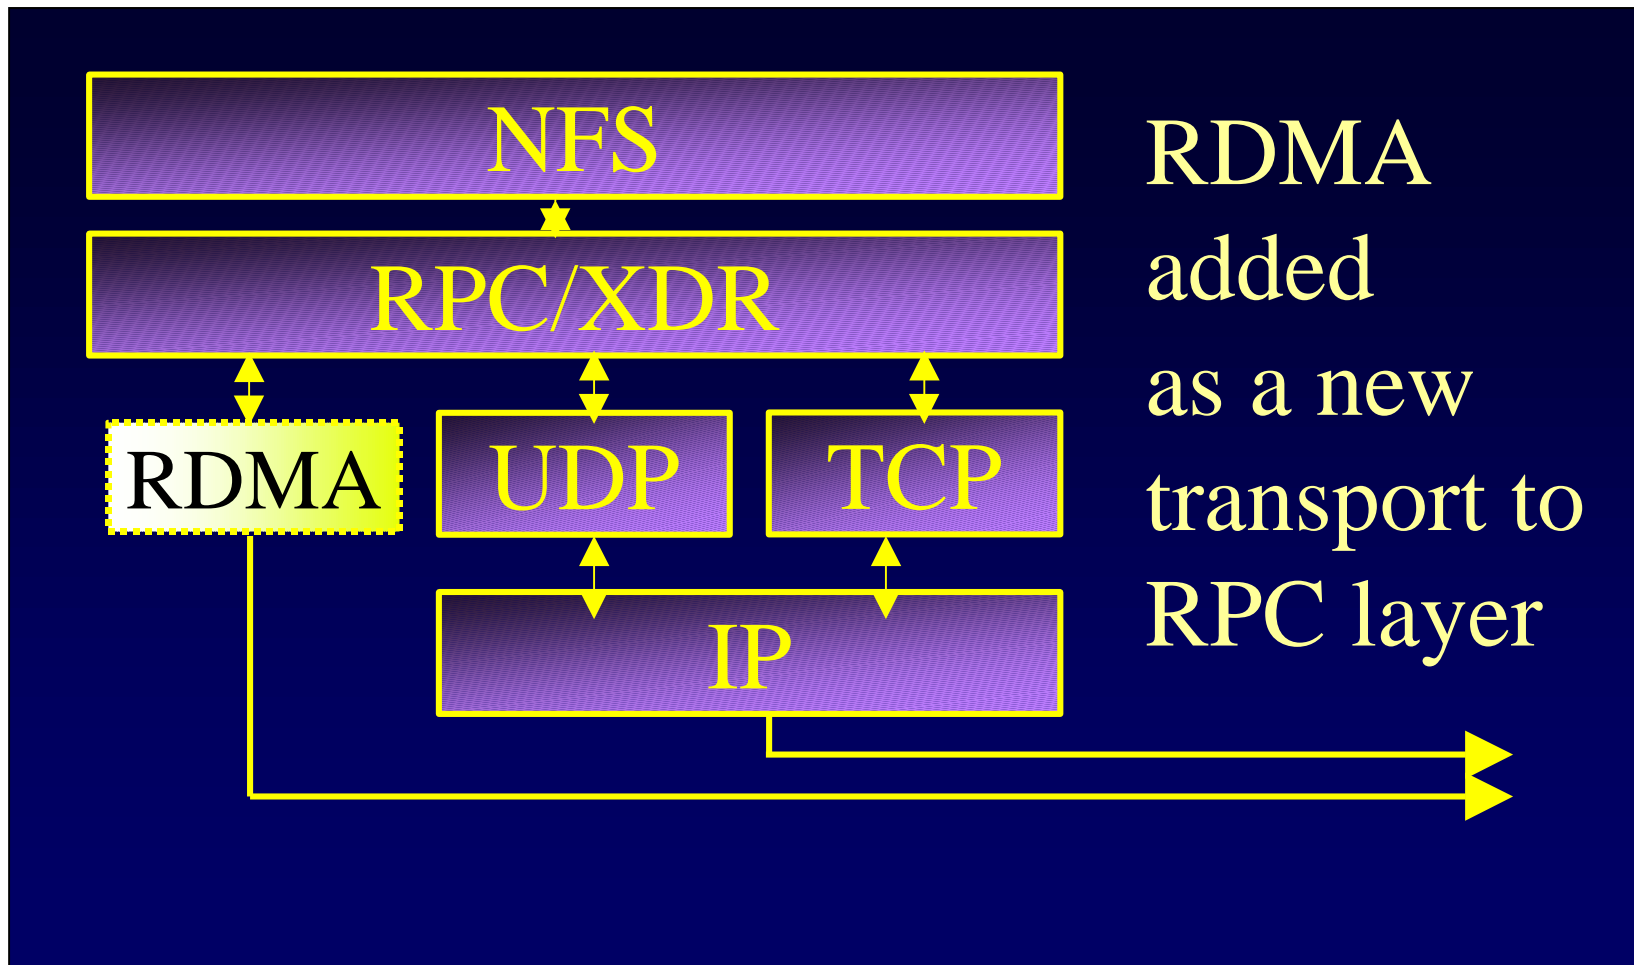 NFS
RPC/XDR
RDMA
UDP
TCP
IP
RDMA
added
as a new
transport to
RPC layer